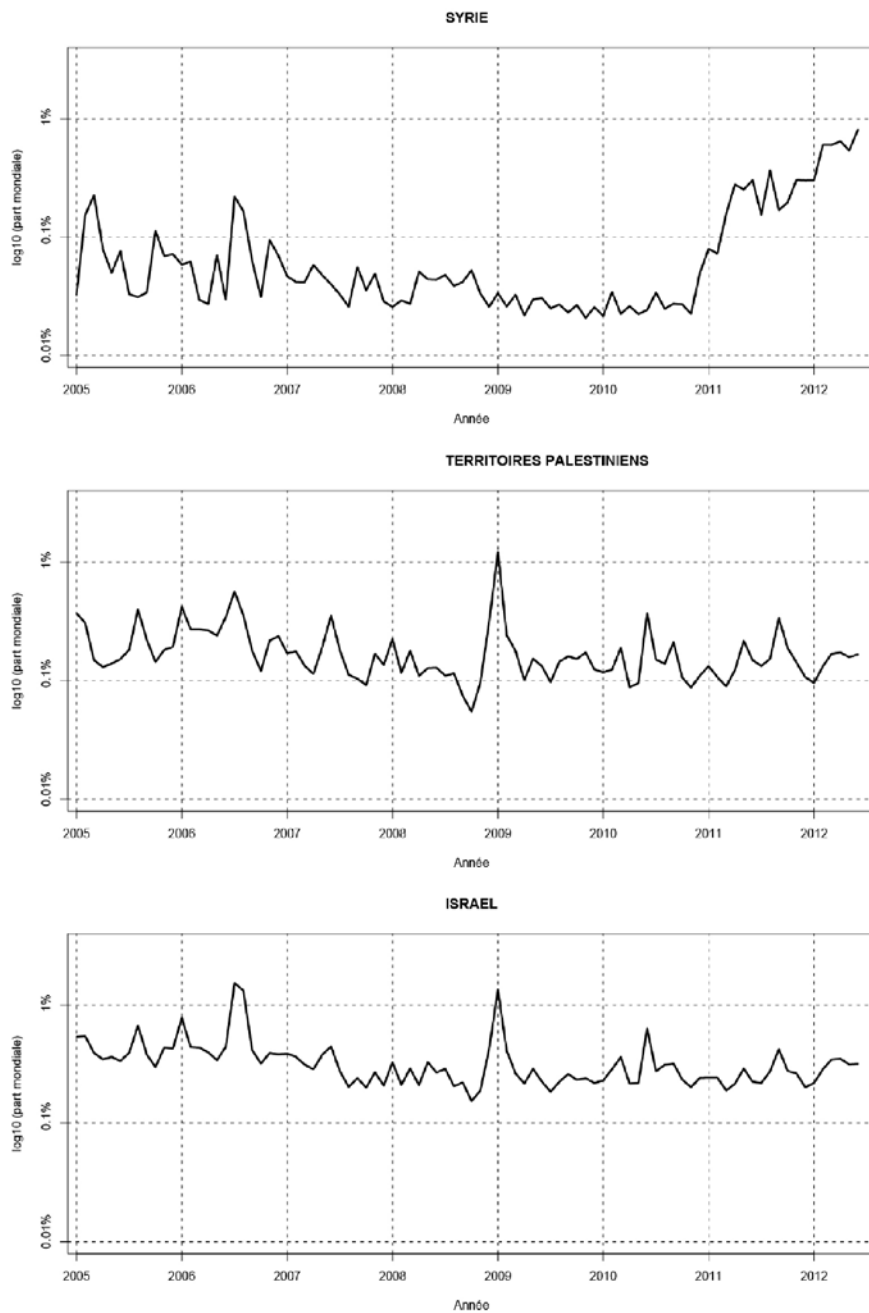 SYRIE
log10 (part mondiale)
1%
0.1%
0.01%
2005 2006 2007 2008 2009 2010 2011 2012
Année
TERRITOIRES PALESTINIENS
log10 (part mondiale)
1%
0.1%
0.01%
2005 2006 2007 2008 2009 2010 2011 2012
Année
ISRAEL
log10 (part mondiale)
1%
0.1%
0.01%
2005 2006 2007 2008 2009 2010 2011 2012
Année